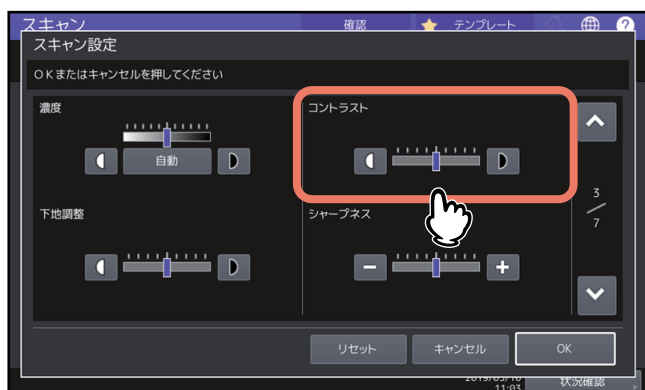 スキャン 確認 テンプレート ?
スキャン設定
OKまたはキャンセルを押してください
濃度 コントラスト
自動
3
／
7
下地調整 シャープネス
リセット キャンセル OK
11:03 状況確認